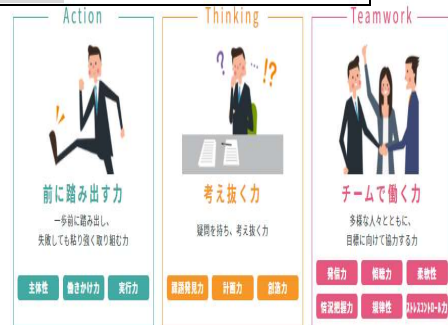 Action
前に踏み出す力
一歩前に踏み出し、
失敗しても粘り強く取り組む力
主体性 働きかけ力 実行力
Thinking
? … !?
考え抜く力
疑問を持ち、考え抜く力
課題発見力 計画力 創造力
Teamwork
チームで働く力
多様な人々とともに、
目標に向けて協力する力
発信力 傾聴力 柔軟性
情況把握力 規律性 ストレスコントロール力